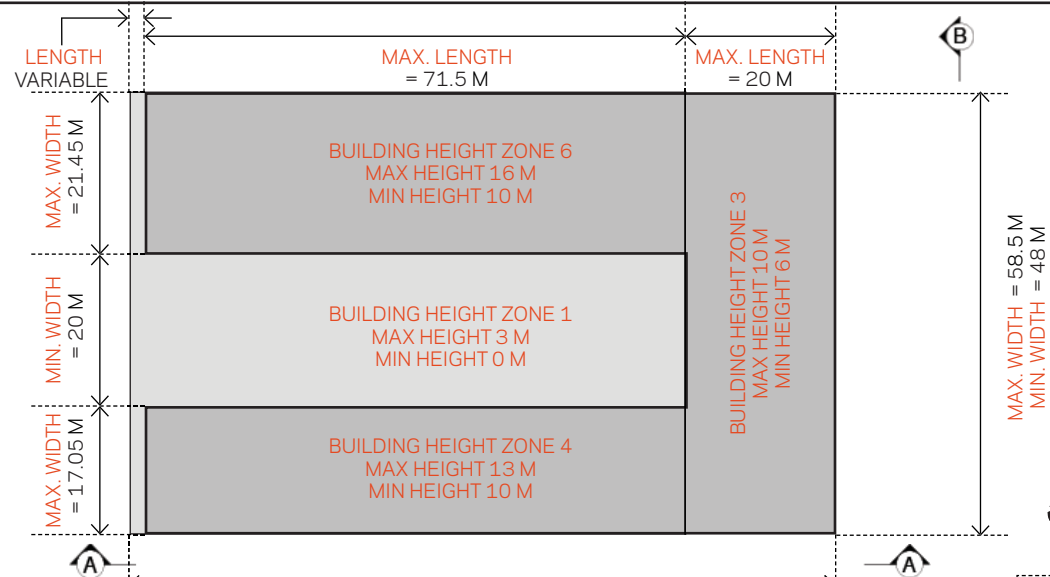 LENGTH
VARIABLE
MAX. LENGTH
= 71.5 M
MAX. LENGTH
= 20 M
B
MAX. WIDTH
= 21.45 M
BUILDING HEIGHT ZONE 6
MAX HEIGHT 16 M
MIN HEIGHT 10 M
MIN. WIDTH
= 20 M
BUILDING HEIGHT ZONE 1
MAX HEIGHT 3 M
MIN HEIGHT 0 M
BUILDING HEIGHT ZONE 3
MAX HEIGHT 10 M
MIN HEIGHT 6 M
MAX. WIDTH = 58.5 M
MIN. WIDTH = 48 M
MAX. WIDTH
= 17.05 M
BUILDING HEIGHT ZONE 4
MAX HEIGHT 13 M
MIN HEIGHT 10 M
A
A